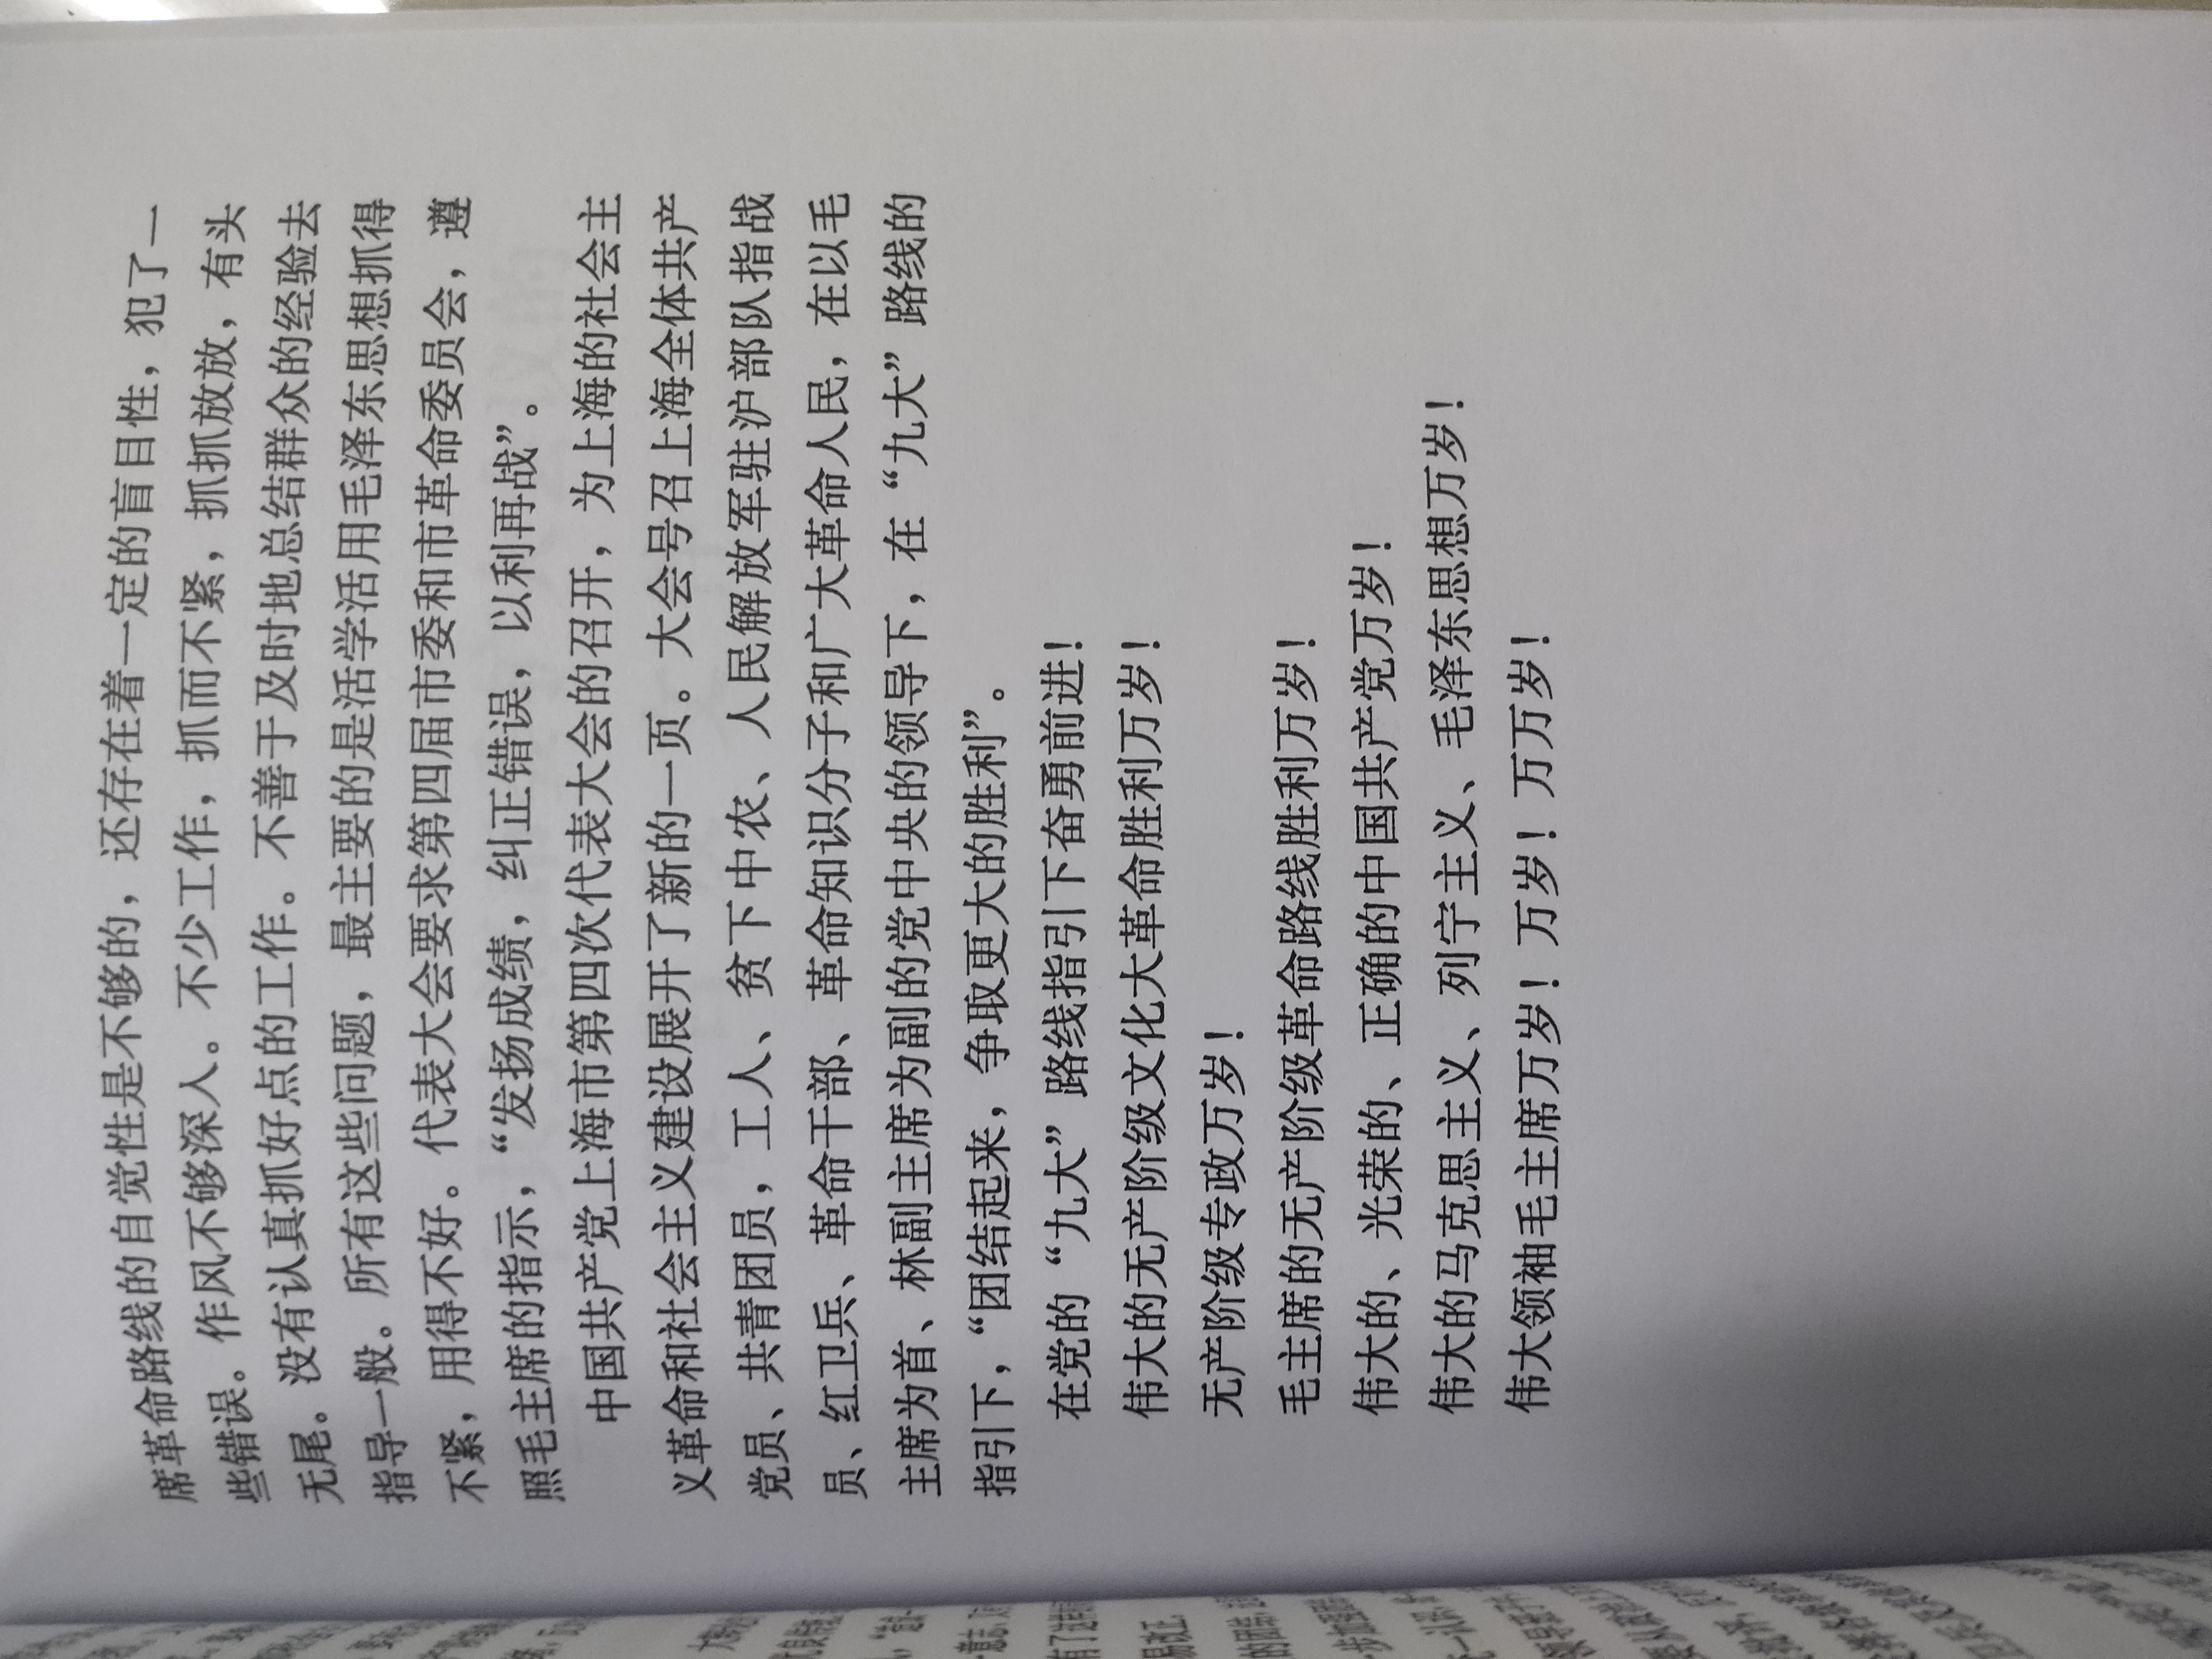 席革命路线的自觉性是不够的，还存在着一定的盲目性，犯了一
些错误。作风不够深入。不少工作，抓而不紧，抓抓放放，有头
无尾。没有认真抓好点的工作。不善于及时地总结群众的经验去
指导一般。所有这些问题，最主要的是活学活用毛泽东思想抓得
不紧，用得不好。代表大会要求第四届市委和市革命委员会，遵
照毛主席的指示，“发扬成绩，纠正错误，以利再战”。
中国共产党上海市第四次代表大会的召开，为上海的社会主
义革命和社会主义建设展开了新的一页。大会号召上海全体共产
党员、共青团员，工人、贫下中农、人民解放军驻沪部队指战
员、红卫兵、革命干部、革命知识分子和广大革命人民，在以毛
主席为首、林副主席为副的党中央的领导下，在“九大”路线的
指引下，“团结起来，争取更大的胜利”。
在党的“九大”路线指引下奋勇前进！
伟大的无产阶级文化大革命胜利万岁！
无产阶级专政万岁！
毛主席的无产阶级革命路线胜利万岁！
伟大的、光荣的、正确的中国共产党万岁！
伟大的马克思主义、列宁主义、毛泽东思想万岁！
伟大领袖毛主席万岁！万岁！万万岁！